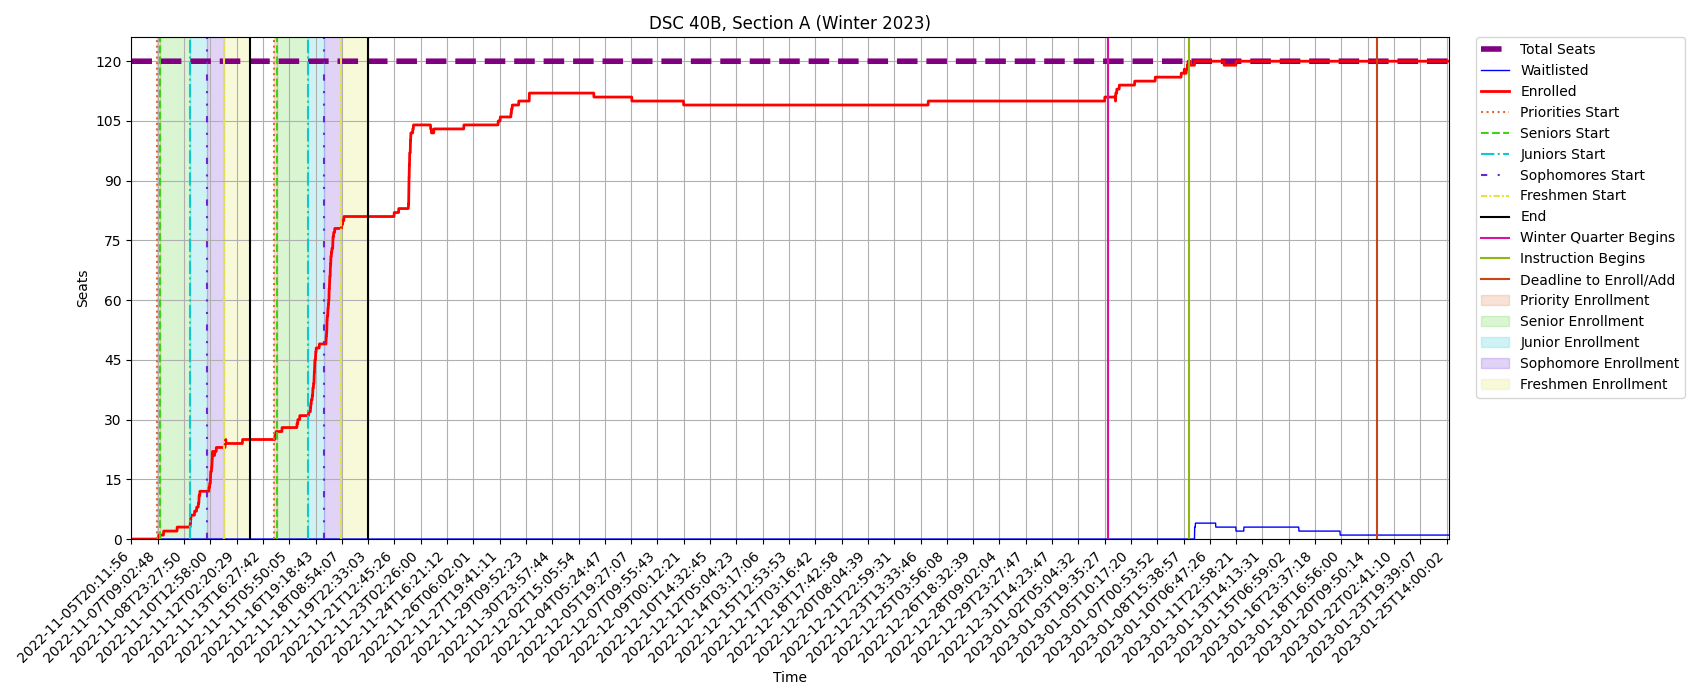 DSC 40B, Section A (Winter 2023)
Seats
120
105
90
75
60
45
30
15
0
2022-11-05T20:11:56
2022-11-07T09:02:48
2022-11-08T23:27:50
2022-11-10T12:58:00
2022-11-12T02:20:29
2022-11-13T16:27:42
2022-11-15T05:50:05
2022-11-16T19:18:43
2022-11-18T08:54:07
2022-11-19T22:33:03
2022-11-21T12:45:26
2022-11-23T02:26:00
2022-11-24T16:21:12
2022-11-26T06:02:01
2022-11-27T19:41:11
2022-11-29T09:52:23
2022-11-30T23:57:44
2022-12-02T15:05:54
2022-12-04T05:24:47
2022-12-05T19:27:07
2022-12-07T09:55:43
2022-12-09T00:12:21
2022-12-10T14:32:45
2022-12-12T05:04:23
2022-12-14T03:17:06
2022-12-15T12:53:53
2022-12-17T03:16:42
2022-12-18T17:42:58
2022-12-20T08:04:39
2022-12-21T22:59:31
2022-12-23T13:33:46
2022-12-25T03:56:08
2022-12-26T18:32:39
2022-12-28T09:02:04
2022-12-29T23:27:47
2022-12-31T14:23:47
2023-01-02T05:04:32
2023-01-03T19:35:27
2023-01-05T10:17:20
2023-01-07T00:53:52
2023-01-08T15:38:57
2023-01-10T06:47:26
2023-01-11T22:58:21
2023-01-13T14:13:31
2023-01-15T06:59:02
2023-01-16T23:37:18
2023-01-18T16:56:00
2023-01-20T09:50:14
2023-01-22T02:41:10
2023-01-23T19:39:07
2023-01-25T14:00:02
Time
Total Seats
Waitlisted
Enrolled
Priorities Start
Seniors Start
Juniors Start
Sophomores Start
Freshmen Start
End
Winter Quarter Begins
Instruction Begins
Deadline to Enroll/Add
Priority Enrollment
Senior Enrollment
Junior Enrollment
Sophomore Enrollment
Freshmen Enrollment